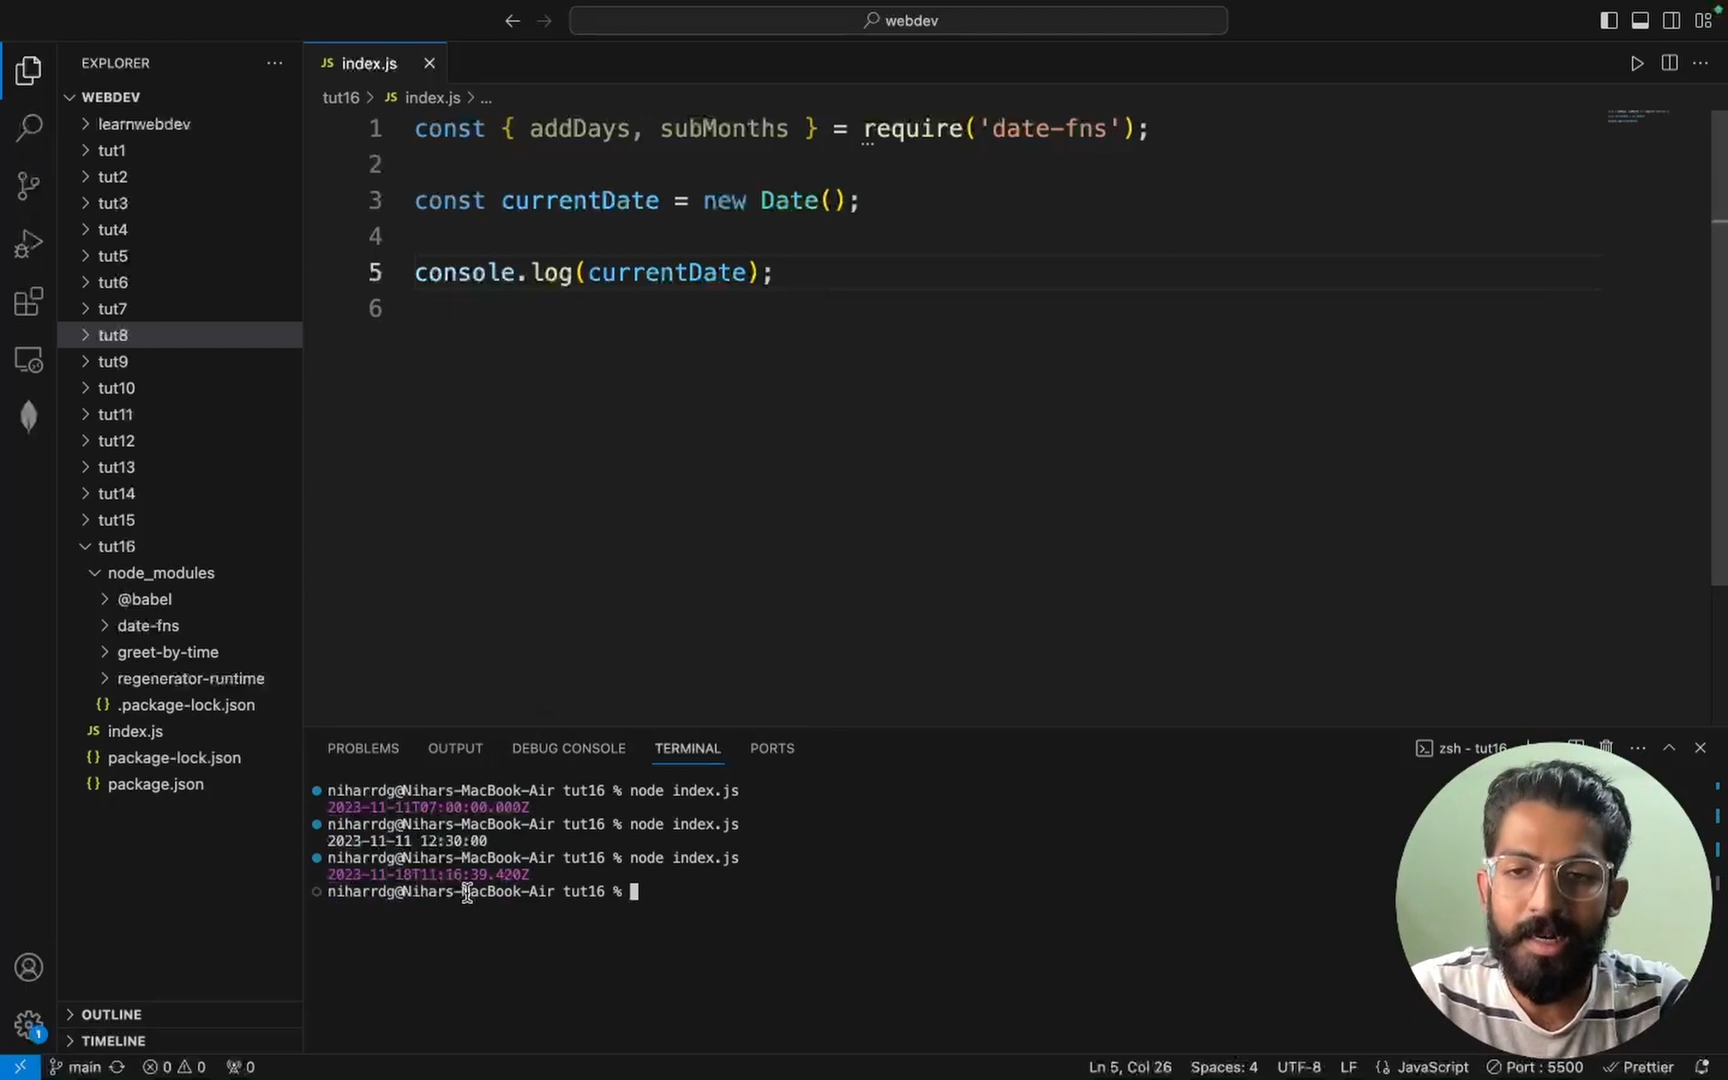 webdev
EXPLORER
WEBDEV
learnwebdev
tut1
tut2
tut3
tut4
tut5
tut6
tut7
tut8
tut9
tut10
tut11
tut12
tut13
tut14
tut15
tut16
node_modules
@babel
date-fns
greet-by-time
regenerator-runtime
{} .package-lock.json
JS index.js
{} package-lock.json
{} package.json
OUTLINE
TIMELINE
JS index.js
tut16 > JS index.js > ...
1 const { addDays, subMonths } = require('date-fns');
2
3 const currentDate = new Date();
4
5 console.log(currentDate);
6
PROBLEMS OUTPUT DEBUG CONSOLE TERMINAL PORTS
zsh - tut16
niharrdg@Nihars-MacBook-Air tut16 % node index.js
2023-11-11T07:00:00.000Z
niharrdg@Nihars-MacBook-Air tut16 % node index.js
2023-11-11 12:30:00
niharrdg@Nihars-MacBook-Air tut16 % node index.js
2023-11-18T11:16:39.420Z
niharrdg@Nihars-MacBook-Air tut16 %
1
main 0 0 0 Ln 5, Col 26 Spaces: 4 UTF-8 LF {} JavaScript Port : 5500 Prettier